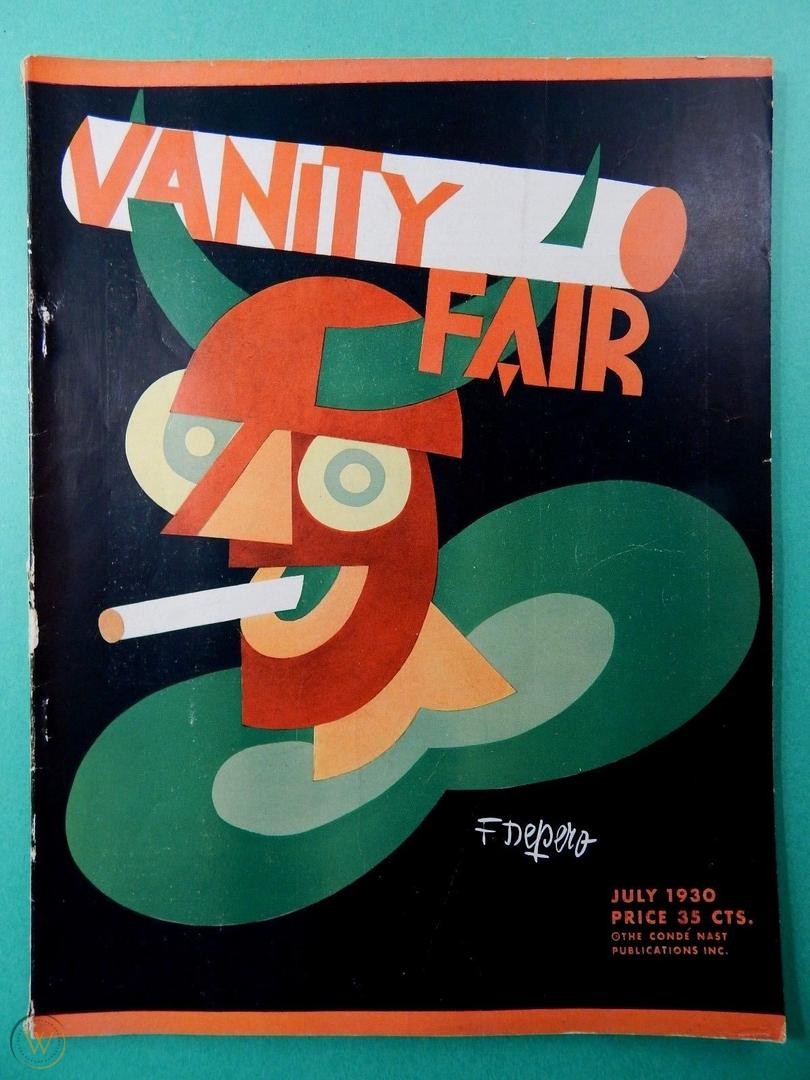 VANiTY
FAIR
F. Depero
JULY 1930
PRICE 35 CTS.
©THE CONDÉ NAST
PUBLICATIONS INC.
W